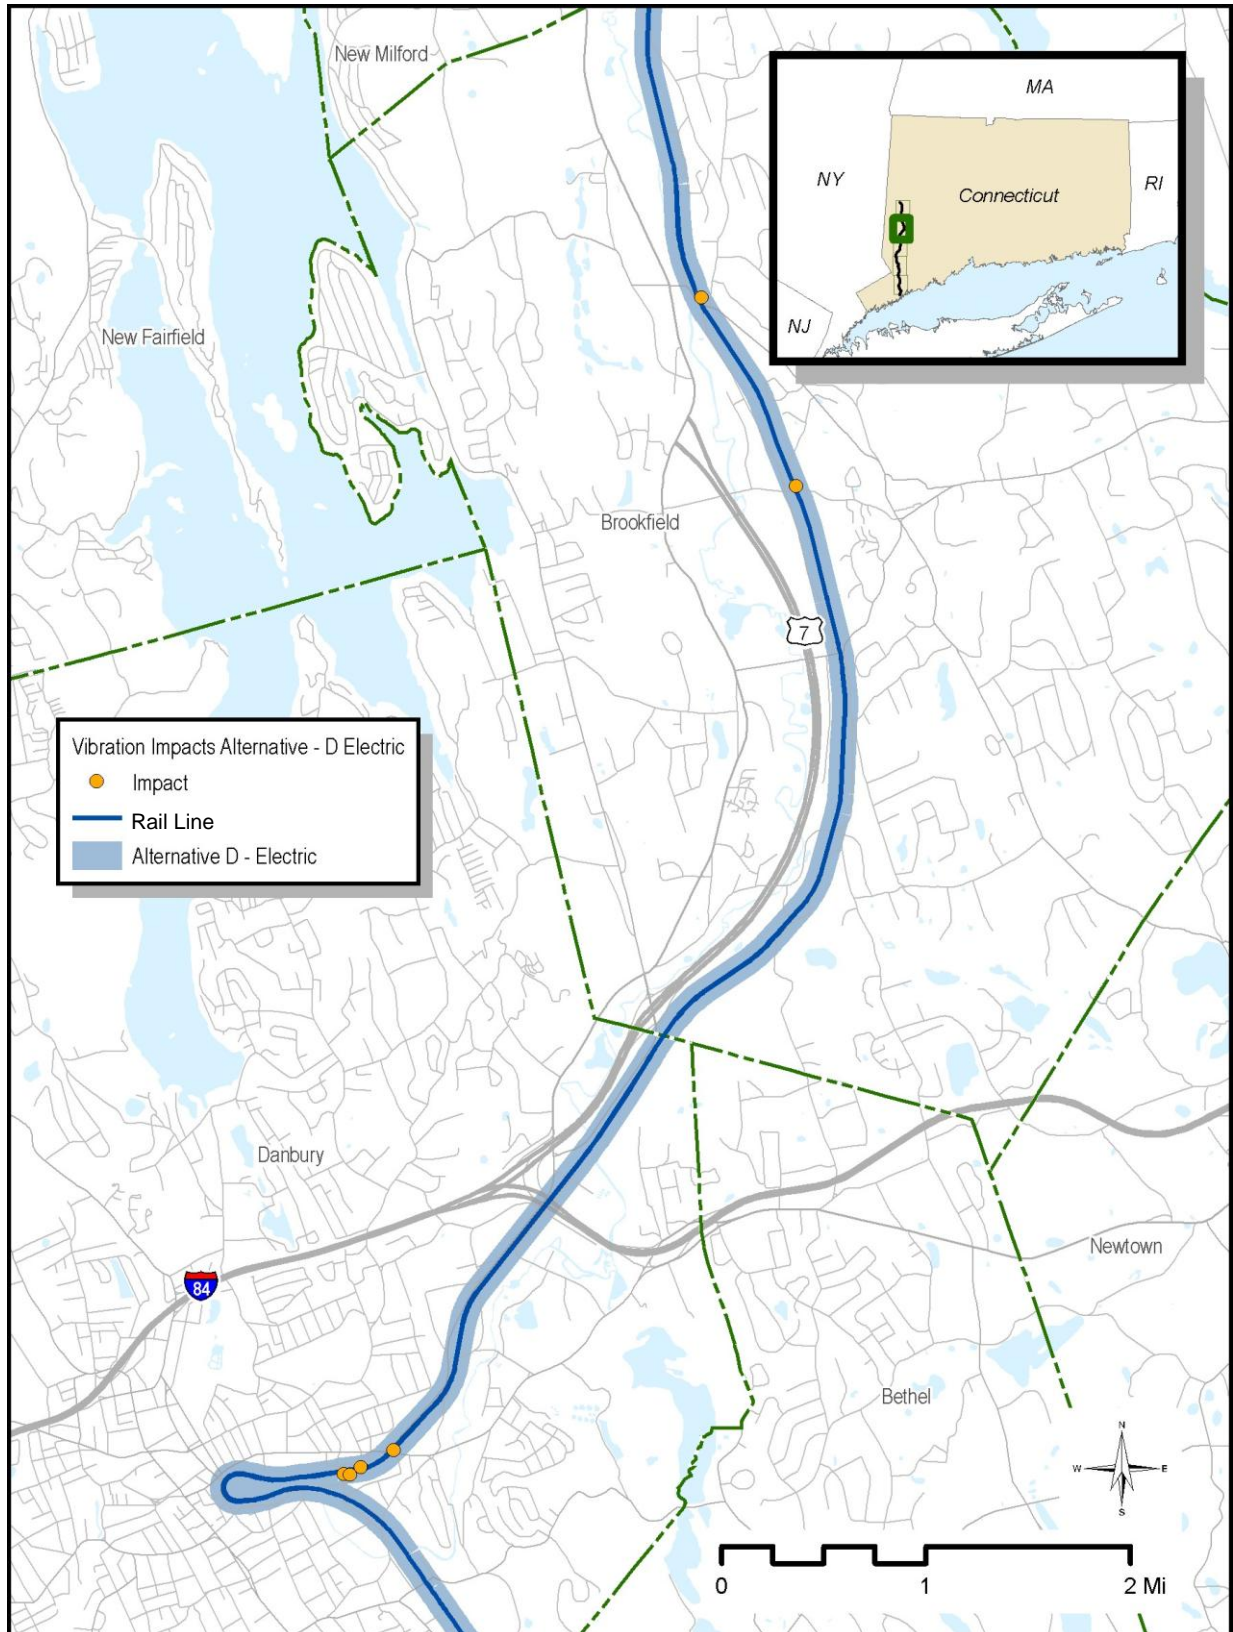 New Milford
MA
NY
Connecticut
RI
NJ
New Fairfield
Brookfield
7
Vibration Impacts Alternative - D Electric
Impact
Rail Line
Alternative D - Electric
Danbury
84
Newtown
Bethel
N
W E
S
0 1 2 Mi